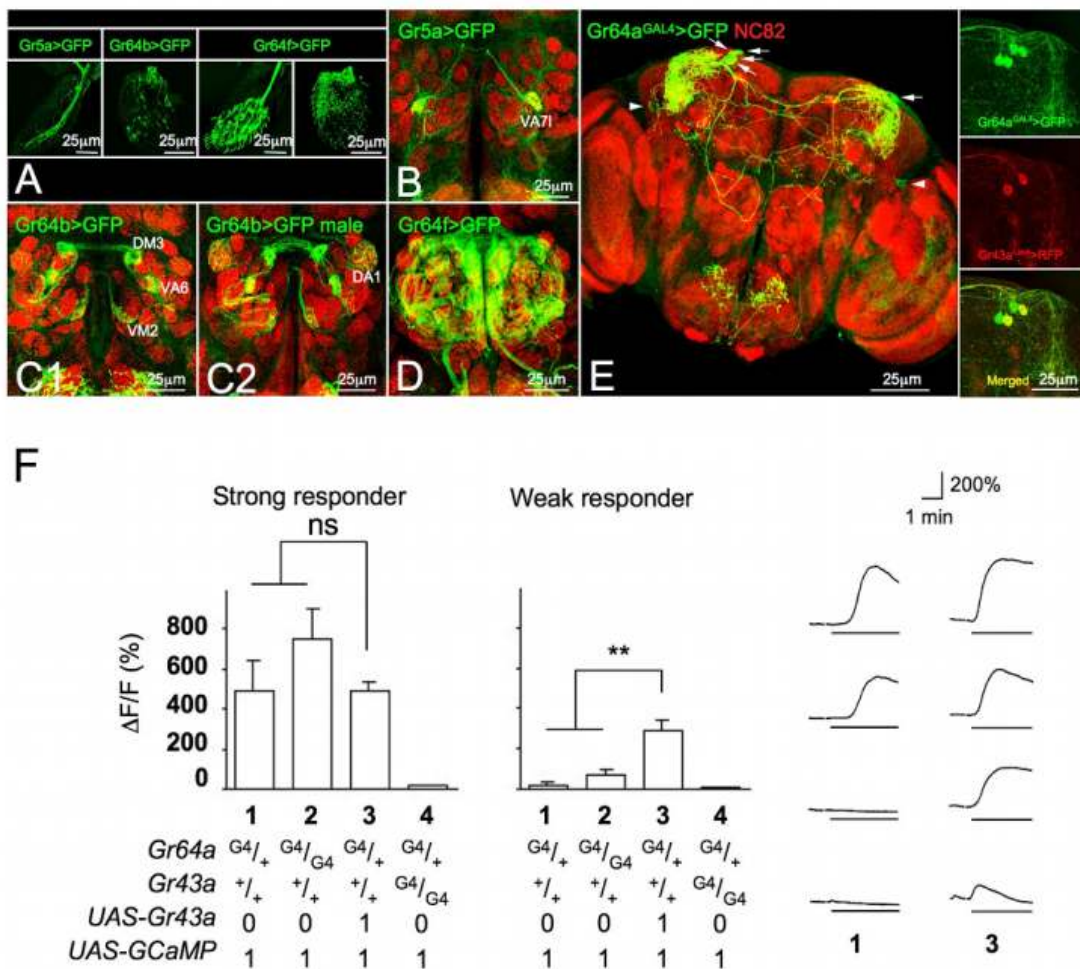 Gr5a>GFP Gr64b>GFP Gr64f>GFP
25µm 25µm 25µm 25µm
A
Gr5a>GFP
VA7l
25µm
B
Gr64b>GFP
DM3
VA6
VM2
25µm
C1
Gr64b>GFP male
DA1
25µm
C2
Gr64f>GFP
25µm
D
Gr64aGAL4>GFP NC82
25µm
E
Gr64aGAL4>GFP
>RFP
Merged 25µm
F
Strong responder
ns
ΔF/F (%)
800
600
400
200
0
1 2 3 4
Gr64a G4/+ G4/G4 G4/+ G4/+
Gr43a +/+ +/+ +/+ G4/G4
UAS-Gr43a 0 0 1 0
UAS-GCaMP 1 1 1 1
Weak responder
**
1 2 3 4
G4/+ G4/G4 G4/+ G4/+
+/+ +/+ +/+ G4/G4
0 0 1 0
1 1 1 1
200%
1 min
1 3